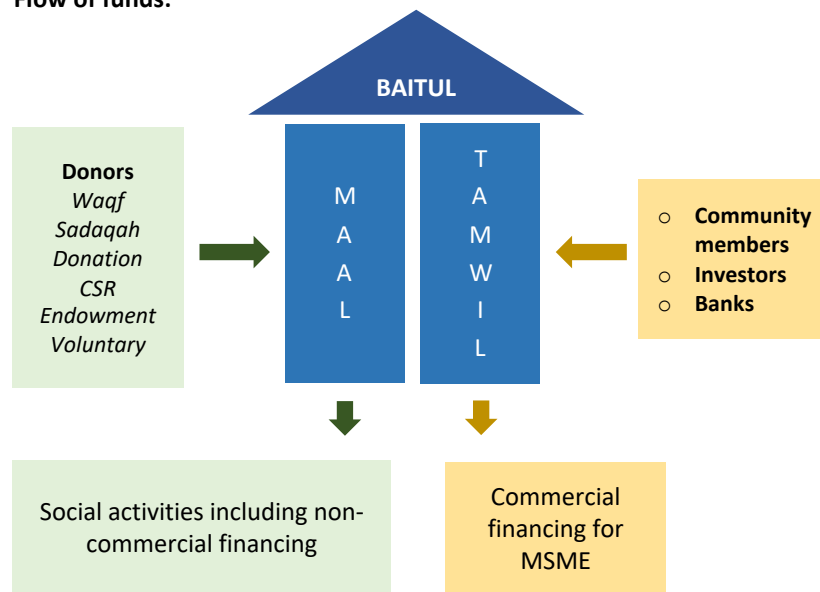 Flow of funds:
BAITUL
Donors
Waqf
Sadaqah
Donation
CSR
Endowment
Voluntary
M
A
A
L
T
A
M
W
I
L
○ Community
members
○ Investors
○ Banks
Social activities including non-
commercial financing
Commercial
financing for
MSME